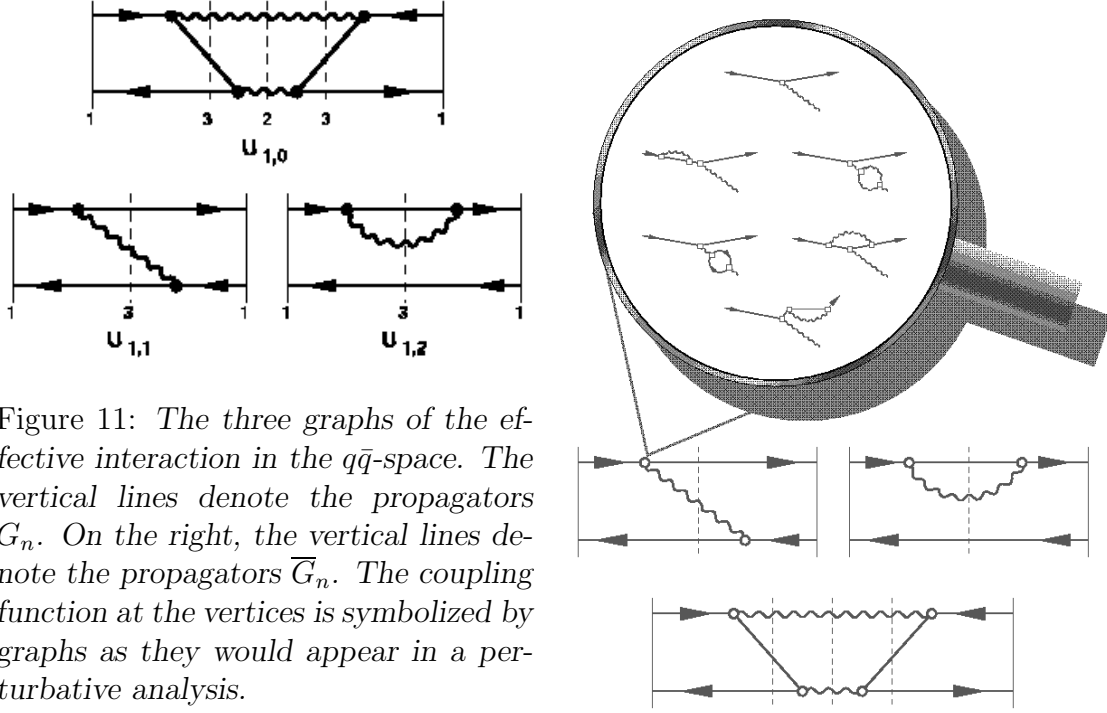 1 3 2 3 1
U1,0
1 3 1 1 3 1
U1,1 U1,2
Figure 11: The three graphs of the ef-
fective interaction in the qq̄-space. The
vertical lines denote the propagators
Gₙ. On the right, the vertical lines de-
note the propagators G̅ₙ. The coupling
function at the vertices is symbolized by
graphs as they would appear in a per-
turbative analysis.